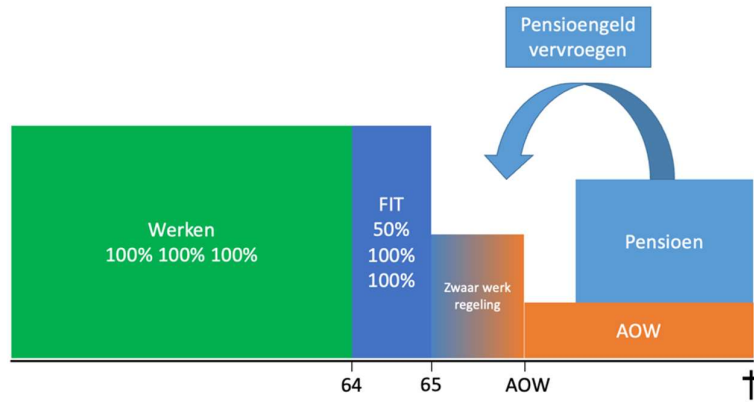 Pensioengeld
vervroegen
Werken
100% 100% 100%
FIT
50%
100%
100%
Zwaar werk
regeling
Pensioen
AOW
64
65
AOW